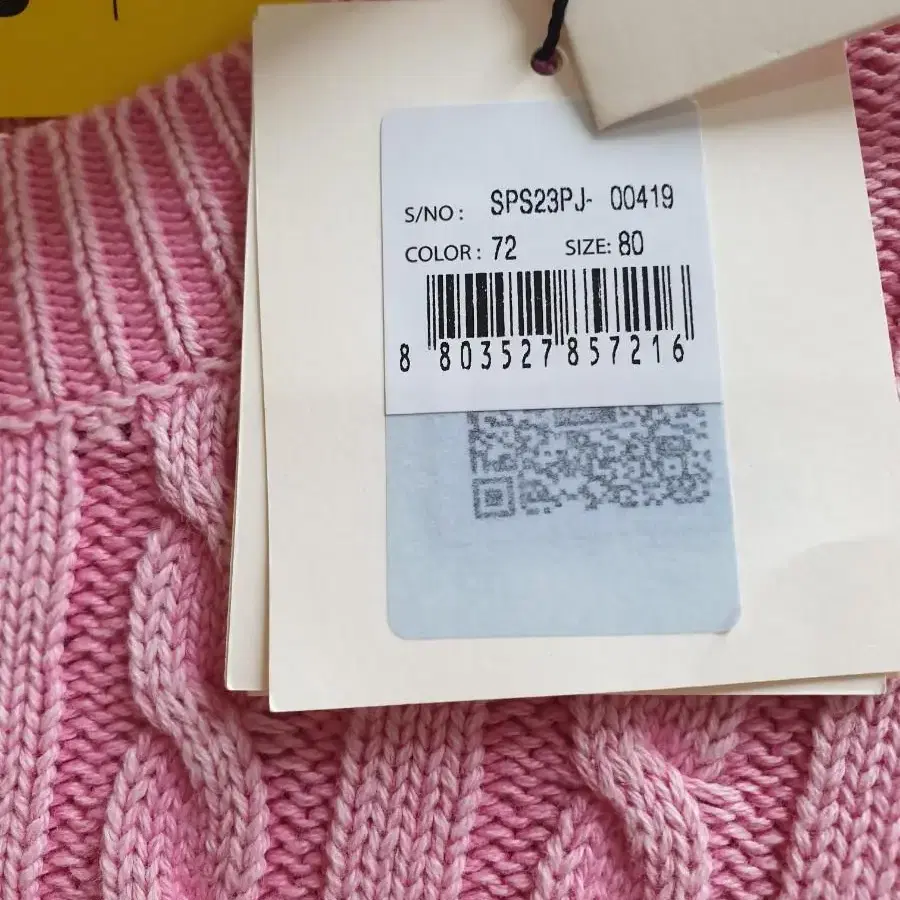 S/NO : SPS23PJ- 00419
COLOR : 72 SIZE: 80
8 803527 857216